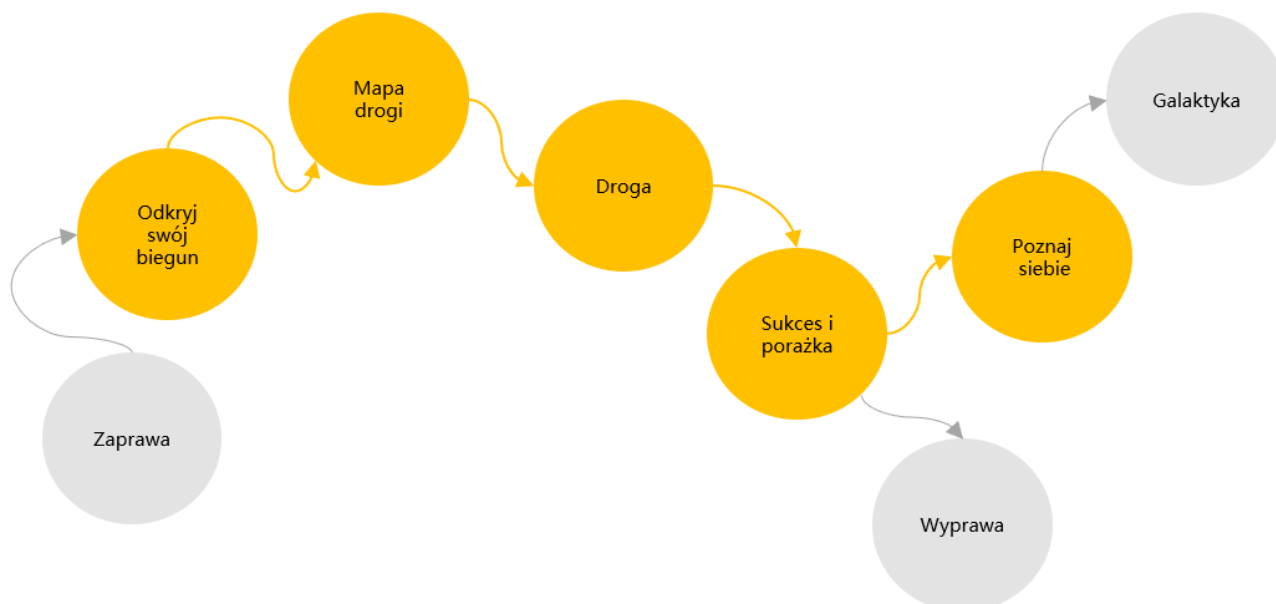 Mapa
drogi
Galaktyka
Droga
Odkryj
swój
biegun
Poznaj
siebie
Sukces i
porażka
Zaprawa
Wyprawa